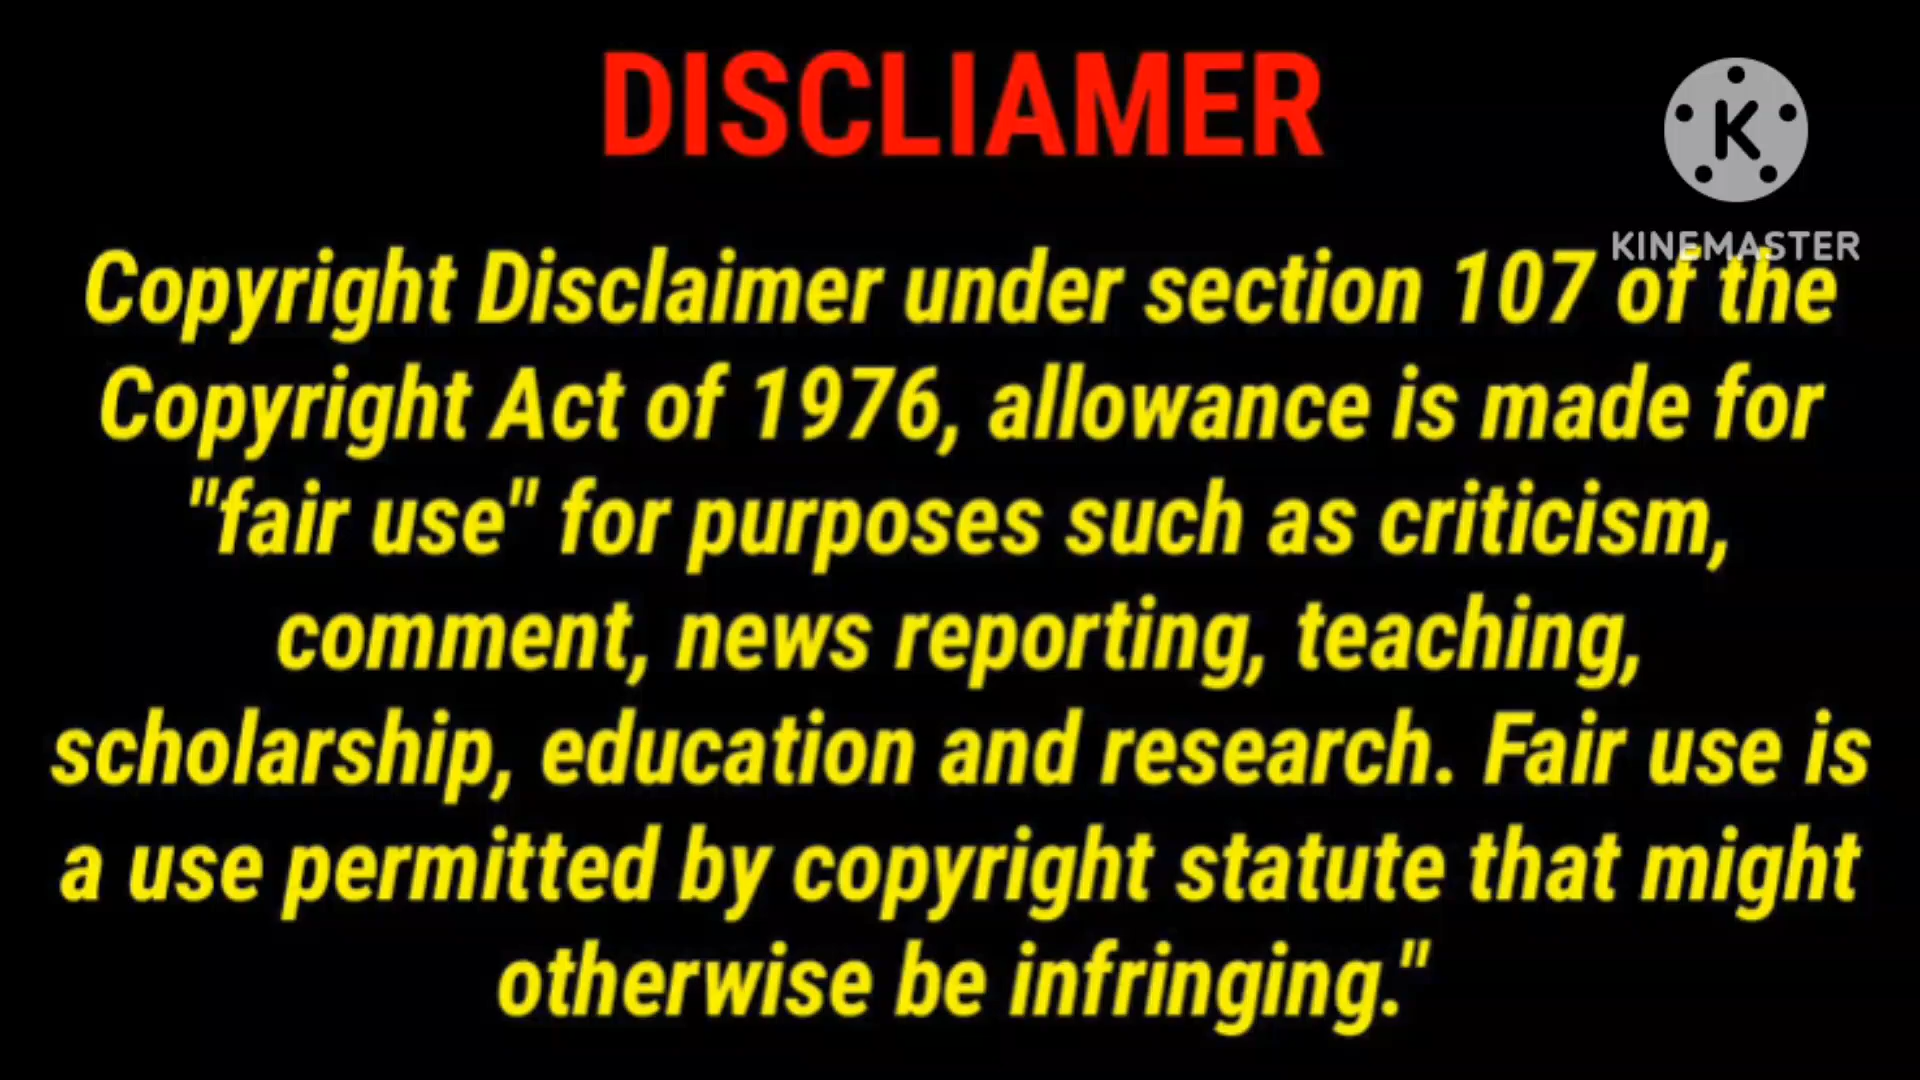 DISCLIAMER
K
KINEMASTER
Copyright Disclaimer under section 107 of the
Copyright Act of 1976, allowance is made for
"fair use" for purposes such as criticism,
comment, news reporting, teaching,
scholarship, education and research. Fair use is
a use permitted by copyright statute that might
otherwise be infringing."